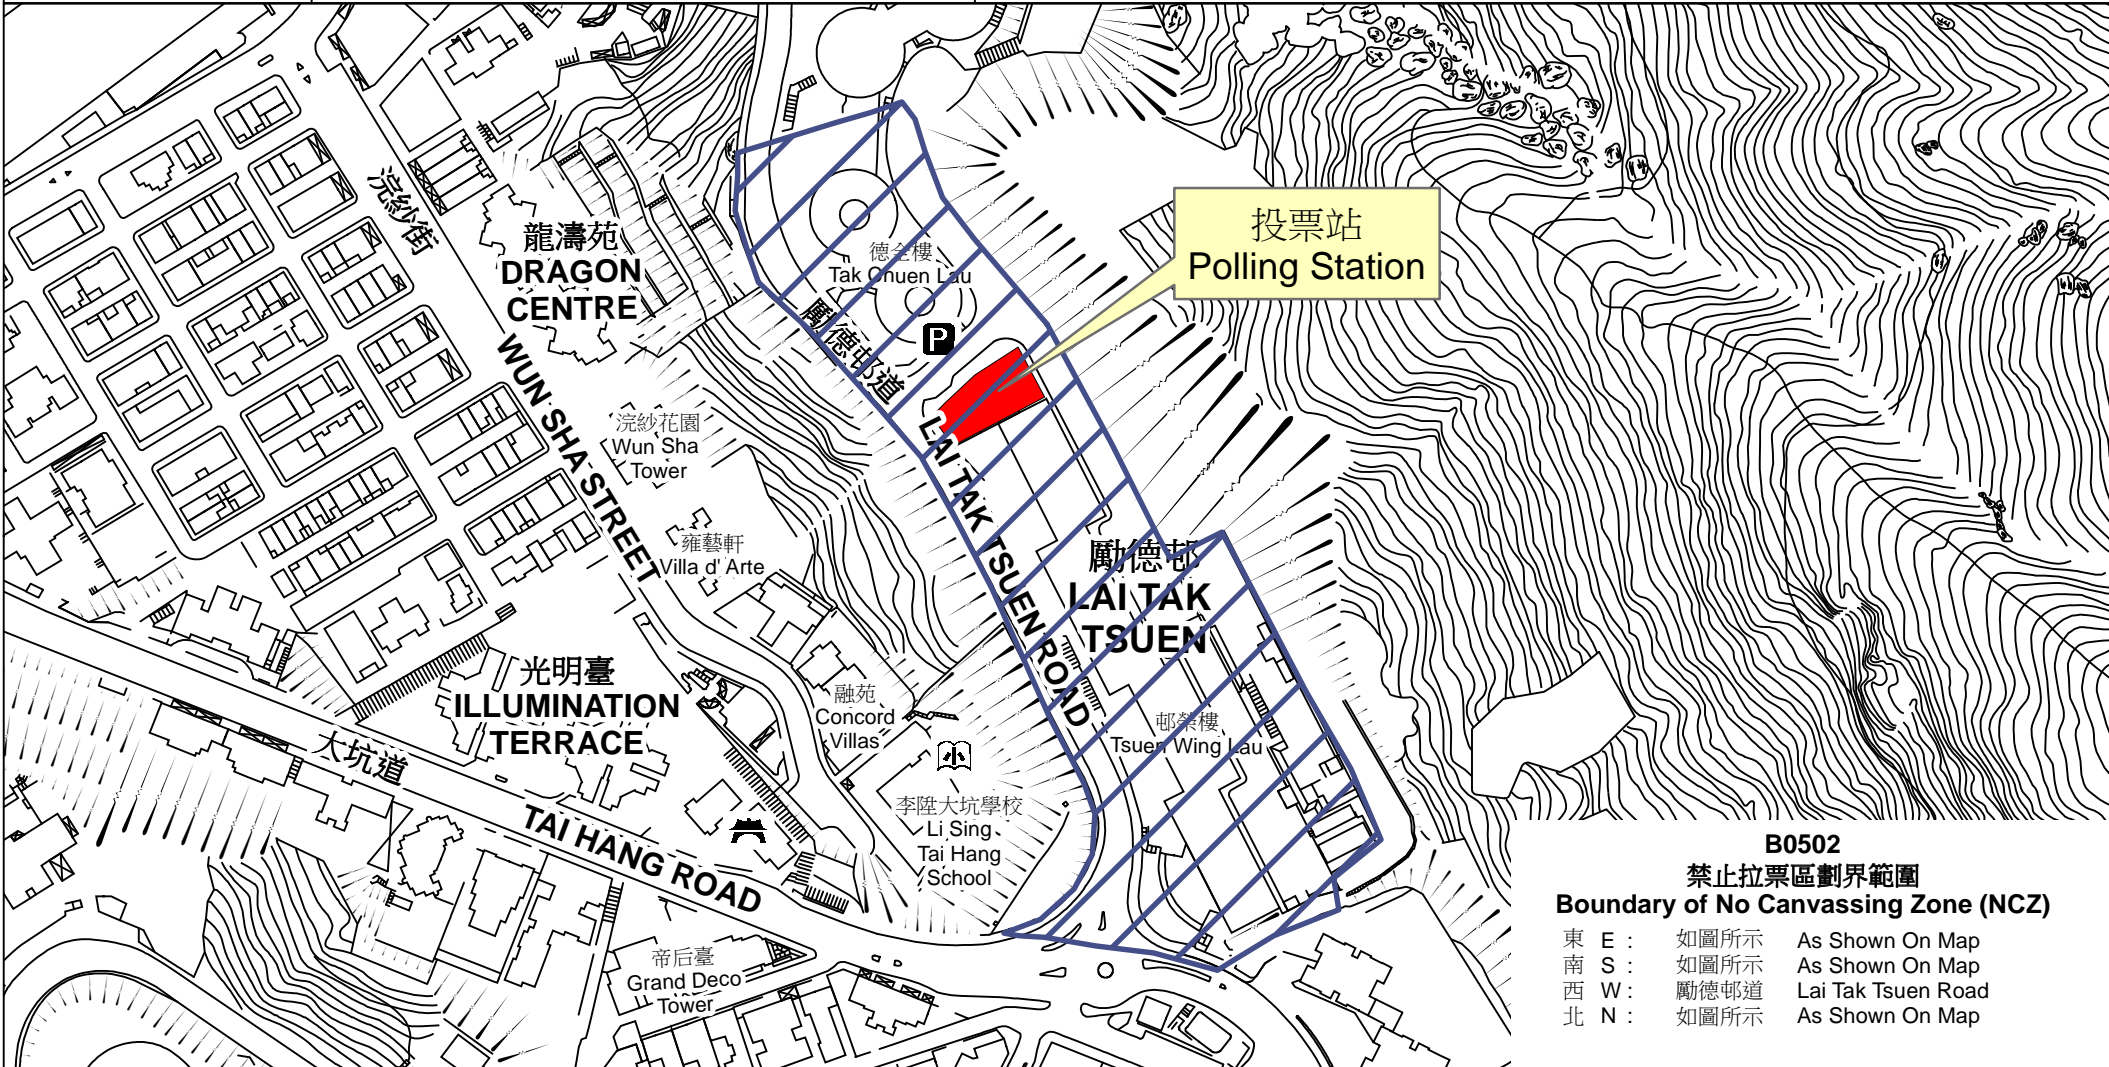 浣紗街
龍濤苑
DRAGON
CENTRE
德全樓
Tak Chuen Lau
投票站
Polling Station
勵德邨道
P
WUN SHA STREET
浣紗花園
Wun Sha
Tower
LAI TAK TSUEN ROAD
雍藝軒
Villa d' Arte
勵德邨
LAI TAK
TSUEN
光明臺
ILLUMINATION
TERRACE
融苑
Concord
Villas
邨榮樓
Tsuen Wing Lau
大坑道
TAI HANG ROAD
小
李陞大坑學校
Li Sing
Tai Hang
School
帝后臺
Grand Deco
Tower
B0502
禁止拉票區劃界範圍
Boundary of No Canvassing Zone (NCZ)
東 E : 如圖所示 As Shown On Map
南 S : 如圖所示 As Shown On Map
西 W : 勵德邨道 Lai Tak Tsuen Road
北 N : 如圖所示 As Shown On Map